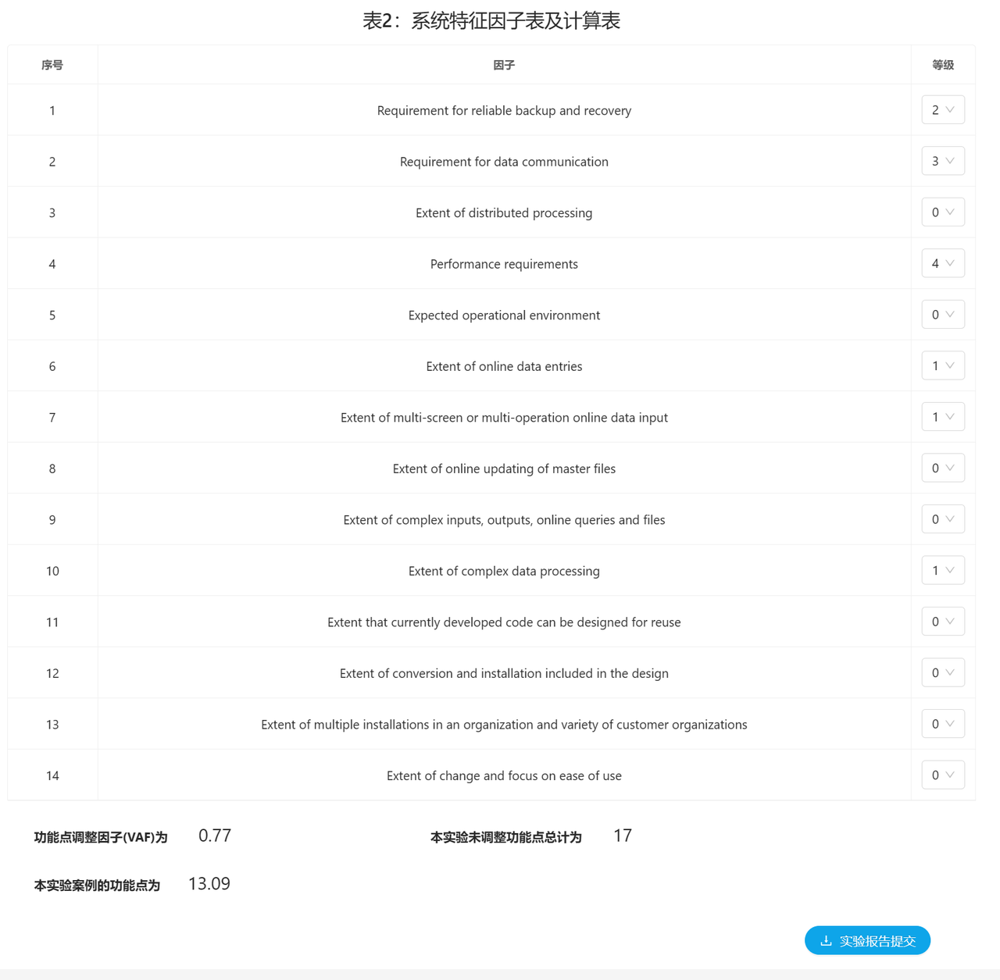 表2：系统特征因子表及计算表
序号 因子 等级
1 Requirement for reliable backup and recovery 2
2 Requirement for data communication 3
3 Extent of distributed processing 0
4 Performance requirements 4
5 Expected operational environment 0
6 Extent of online data entries 1
7 Extent of multi-screen or multi-operation online data input 1
8 Extent of online updating of master files 0
9 Extent of complex inputs, outputs, online queries and files 0
10 Extent of complex data processing 1
11 Extent that currently developed code can be designed for reuse 0
12 Extent of conversion and installation included in the design 0
13 Extent of multiple installations in an organization and variety of customer organizations 0
14 Extent of change and focus on ease of use 0
功能点调整因子(VAF)为 0.77 本实验未调整功能点总计为 17
本实验案例的功能点为 13.09
实验报告提交